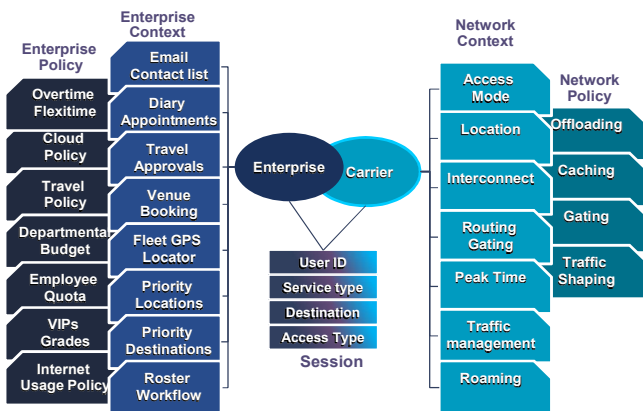 Enterprise
Policy
Overtime
Flexitime
Cloud
Policy
Travel
Policy
Departmental
Budget
Employee
Quota
VIPs
Grades
Internet
Usage Policy
Enterprise
Context
Email
Contact list
Diary
Appointments
Travel
Approvals
Venue
Booking
Fleet GPS
Locator
Priority
Locations
Priority
Destinations
Roster
Workflow
Enterprise
Carrier
User ID
Service type
Destination
Access Type
Session
Network
Context
Access
Mode
Location
Interconnect
Routing
Gating
Peak Time
Traffic
management
Roaming
Network
Policy
Offloading
Caching
Gating
Traffic
Shaping